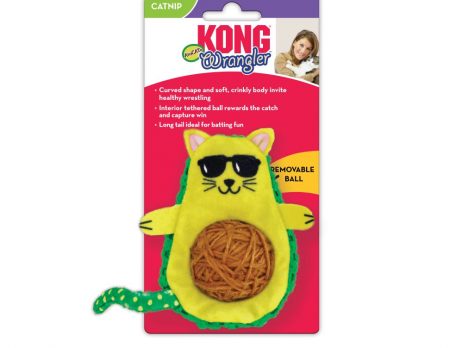 CATNIP
KONG
AvoCATo
Wrangler
• Curved shape and soft, crinkly body invite
healthy wrestling
• Interior tethered ball rewards the catch
and capture win
• Long tail ideal for batting fun
REMOVABLE
BALL